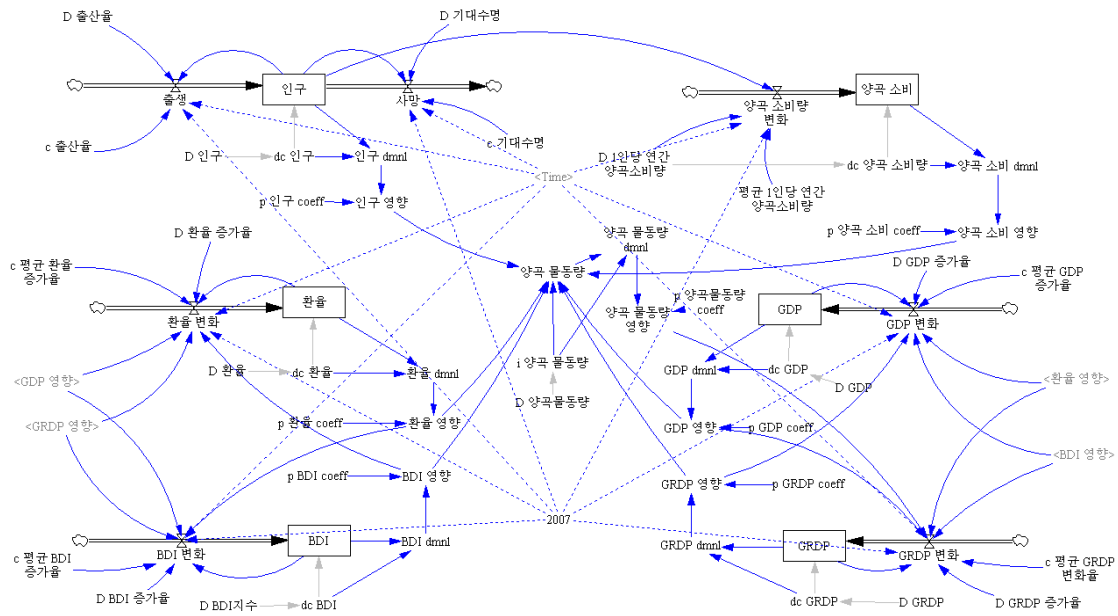 D 출산율
D 기대수명
인구
출생
사망
c 출산율
c 기대수명
D 인구
dc 인구
인구 dmnl
p 인구 coeff
인구 영향
<Time>
양곡 소비
양곡 소비량
변화
D 1인당 연간
양곡소비량
평균 1인당 연간
양곡소비량
dc 양곡 소비량
양곡 소비 dmnl
p 양곡 소비 coeff
양곡 소비 영향
D 환율 증가율
c 평균 환율
증가율
환율
환율 변화
D 환율
dc 환율
환율 dmnl
p 환율 coeff
환율 영향
<GDP 영향>
<GRDP 영향>
양곡 물동량
dmnl
양곡 물동량
p 양곡물동량
coeff
양곡 물동량
영향
i 양곡 물동량
D 양곡물동량
D GDP 증가율
c 평균 GDP
증가율
GDP
GDP 변화
GDP dmnl
dc GDP
D GDP
GDP 영향
p GDP coeff
<환율 영향>
<BDI 영향>
p BDI coeff
BDI 영향
BDI
BDI 변화
BDI dmnl
c 평균 BDI
증가율
D BDI 증가율
D BDI지수
dc BDI
2007
GRDP 영향
p GRDP coeff
GRDP dmnl
GRDP
GRDP 변화
c 평균 GRDP
변화율
dc GRDP
D GRDP
D GRDP 증가율